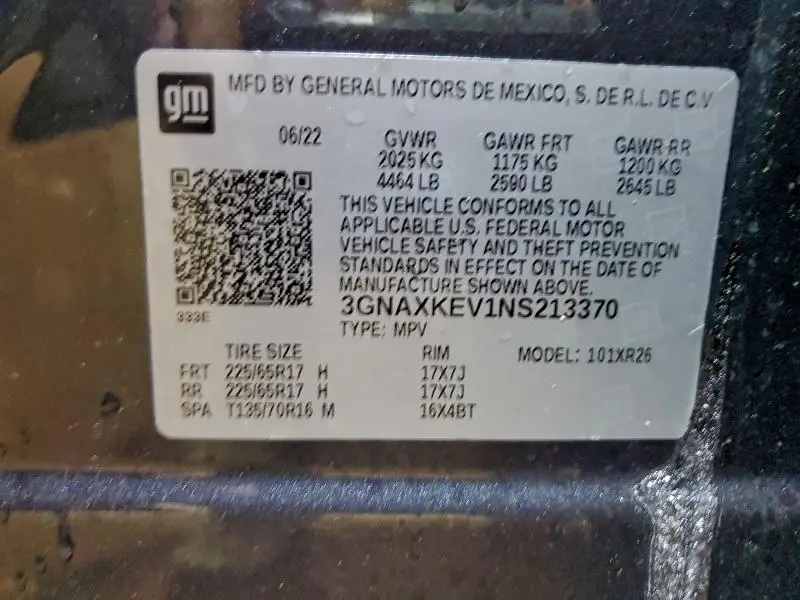 gm
MFD BY GENERAL MOTORS DE MEXICO, S. DE R.L. DE C.V
06/22 GVWR GAWR FRT GAWR RR
2025 KG 1175 KG 1200 KG
4464 LB 2590 LB 2645 LB
THIS VEHICLE CONFORMS TO ALL
APPLICABLE U.S. FEDERAL MOTOR
VEHICLE SAFETY AND THEFT PREVENTION
STANDARDS IN EFFECT ON THE DATE OF
MANUFACTURE SHOWN ABOVE.
3GNAXKEV1NS213370
333E
TYPE: MPV
TIRE SIZE RIM MODEL: 101XR26
FRT 225/65R17 H 17X7J
RR 225/65R17 H 17X7J
SPA T135/70R16 M 16X4BT